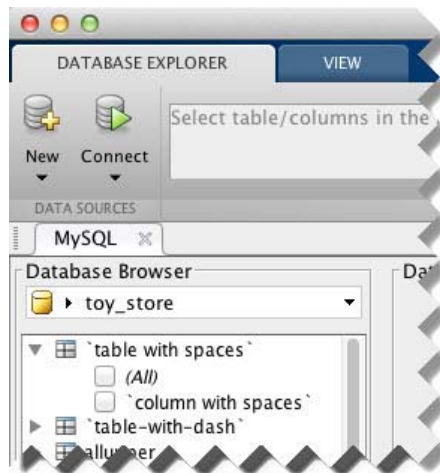 DATABASE EXPLORER VIEW
Select table/columns in the
New Connect
DATA SOURCES
MySQL
Database Browser
toy_store
`table with spaces`
(All)
`column with spaces`
`table-with-dash`